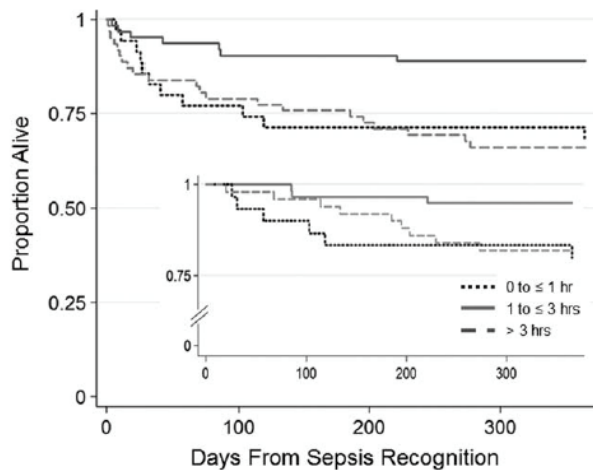 1
0.75
0.50
0.25
0
Proportion Alive
0 100 200 300
Days From Sepsis Recognition
1
0.75
0
0 100 200 300
0 to ≤ 1 hr
1 to ≤ 3 hrs
> 3 hrs